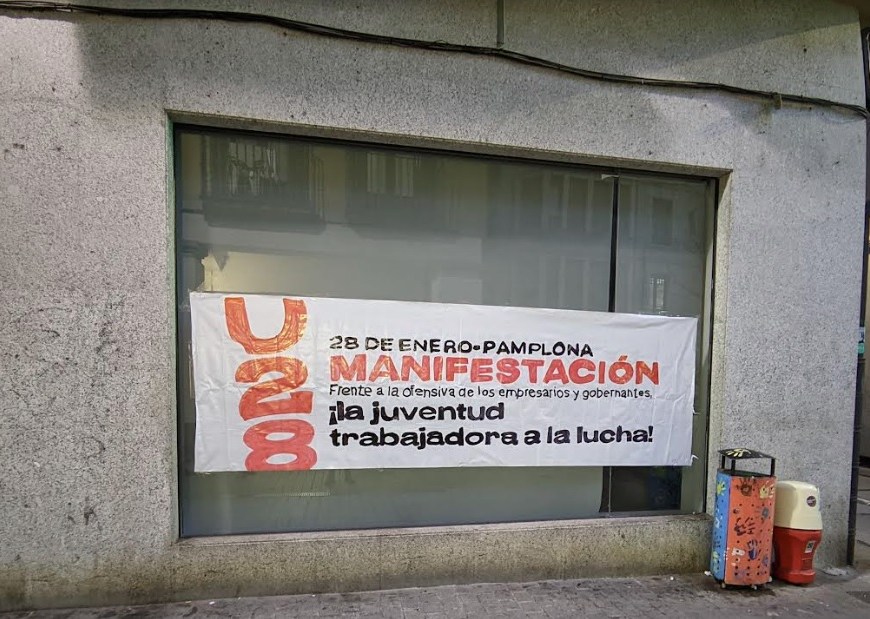 U28
28 DE ENERO-PAMPLONA
MANIFESTACIÓN
Frente a la ofensiva de los empresarios y gobernantes,
¡la juventud
trabajadora a la lucha!